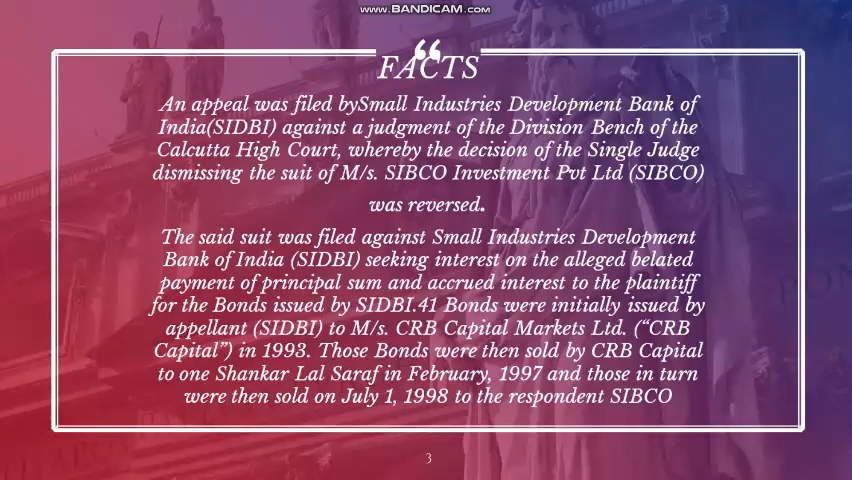 www.BANDICAM.com
“
FACTS
An appeal was filed bySmall Industries Development Bank of
India(SIDBI) against a judgment of the Division Bench of the
Calcutta High Court, whereby the decision of the Single Judge
dismissing the suit of M/s. SIBCO Investment Pvt Ltd (SIBCO)
was reversed.
The said suit was filed against Small Industries Development
Bank of India (SIDBI) seeking interest on the alleged belated
payment of principal sum and accrued interest to the plaintiff
for the Bonds issued by SIDBI.41 Bonds were initially issued by
appellant (SIDBI) to M/s. CRB Capital Markets Ltd. (“CRB
Capital”) in 1993. Those Bonds were then sold by CRB Capital
to one Shankar Lal Saraf in February, 1997 and those in turn
were then sold on July 1, 1998 to the respondent SIBCO
3